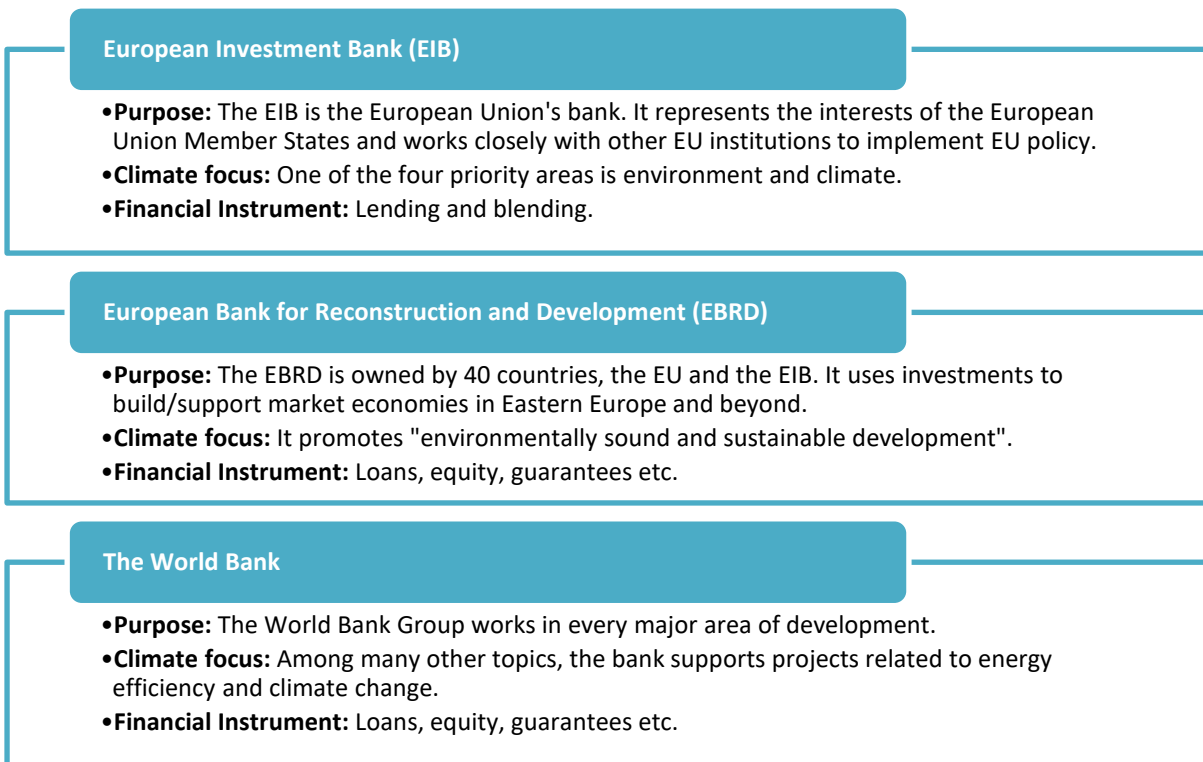 European Investment Bank (EIB)
•Purpose: The EIB is the European Union's bank. It represents the interests of the European
Union Member States and works closely with other EU institutions to implement EU policy.
•Climate focus: One of the four priority areas is environment and climate.
•Financial Instrument: Lending and blending.
European Bank for Reconstruction and Development (EBRD)
•Purpose: The EBRD is owned by 40 countries, the EU and the EIB. It uses investments to
build/support market economies in Eastern Europe and beyond.
•Climate focus: It promotes "environmentally sound and sustainable development".
•Financial Instrument: Loans, equity, guarantees etc.
The World Bank
•Purpose: The World Bank Group works in every major area of development.
•Climate focus: Among many other topics, the bank supports projects related to energy
efficiency and climate change.
•Financial Instrument: Loans, equity, guarantees etc.